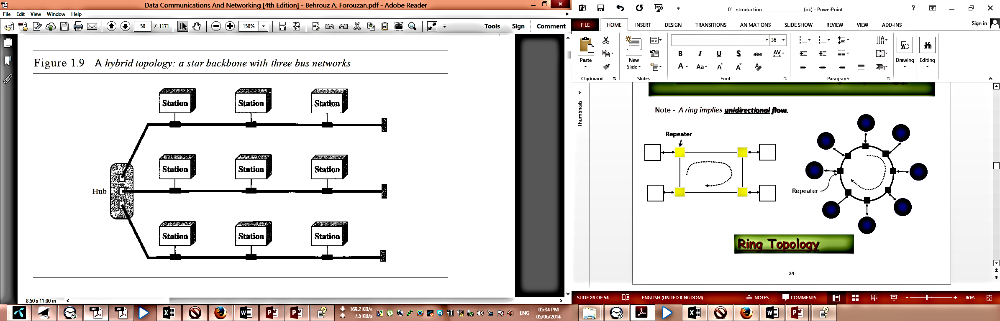 Data Communications And Networking [4th Edition] - Behrouz A. Forouzan.pdf - Adobe Reader
File Edit View Window Help
50 / 1171 150% Tools Sign Comment
Figure 1.9 A hybrid topology: a star backbone with three bus networks
Station Station Station
Station Station Station
Hub
Station Station Station
8.50 x 11.00 in
169.2 KB/s
7.5 KB/s
ENG
05:34 PM
05/06/2014
01 Introduction________________(ok) - PowerPoint
FILE HOME INSERT DESIGN TRANSITIONS ANIMATIONS SLIDE SHOW REVIEW VIEW ADD-INS Sign in
36
B I U S abc AV
A Aa A A
Paste New Slide Drawing Editing
Clipboard Slides Font Paragraph
Thumbnails
Note - A ring implies unidirectional flow.
Repeater
Repeater
Ring Topology
24
SLIDE 24 OF 54 ENGLISH (UNITED KINGDOM) NOTES COMMENTS 80%